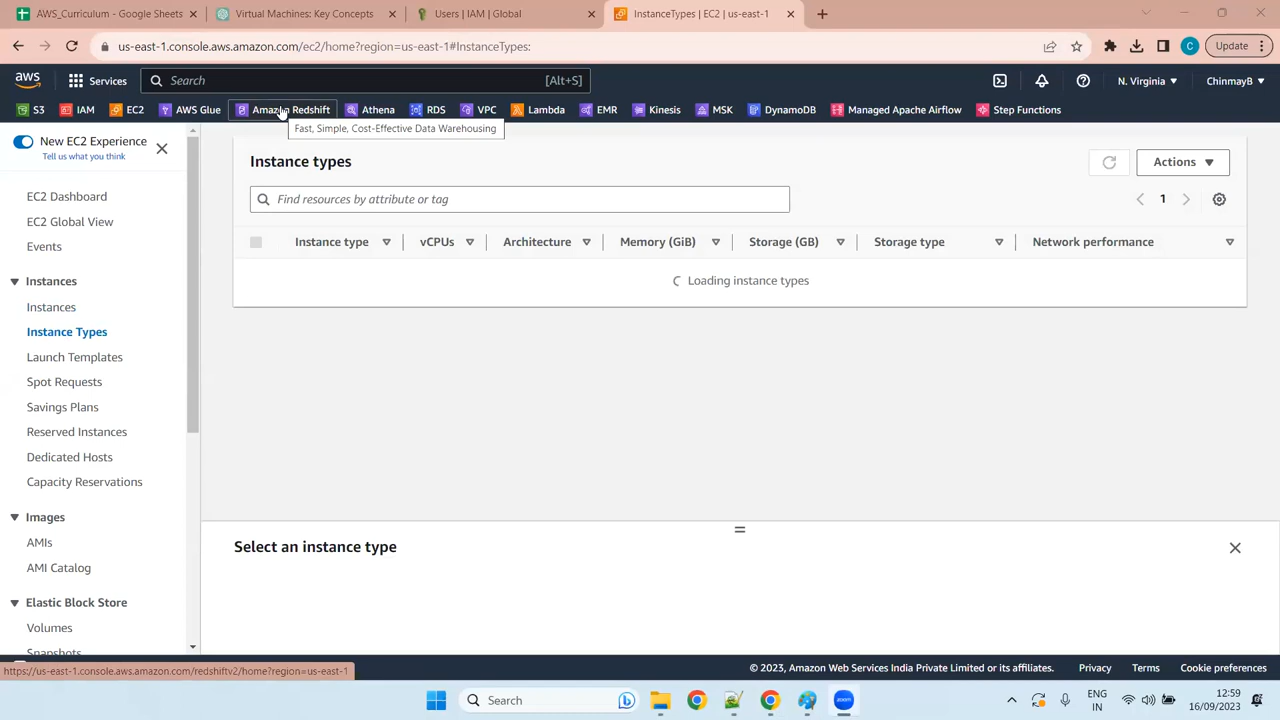 AWS_Curriculum - Google Sheets
Virtual Machines: Key Concepts
Users | IAM | Global
InstanceTypes | EC2 | us-east-1
us-east-1.console.aws.amazon.com/ec2/home?region=us-east-1#InstanceTypes:
C
Update
aws
Services
Search
[Alt+S]
N. Virginia
ChinmayB
S3
IAM
EC2
AWS Glue
Amazon Redshift
Athena
RDS
VPC
Lambda
EMR
Kinesis
MSK
DynamoDB
Managed Apache Airflow
Step Functions
Fast, Simple, Cost-Effective Data Warehousing
New EC2 Experience
Tell us what you think
EC2 Dashboard
EC2 Global View
Events
Instances
Instances
Instance Types
Launch Templates
Spot Requests
Savings Plans
Reserved Instances
Dedicated Hosts
Capacity Reservations
Images
AMIs
AMI Catalog
Elastic Block Store
Volumes
Snapshots
Instance types
Actions
Find resources by attribute or tag
1
Instance type
vCPUs
Architecture
Memory (GiB)
Storage (GB)
Storage type
Network performance
Loading instance types
Select an instance type
https://us-east-1.console.aws.amazon.com/redshiftv2/home?region=us-east-1
© 2023, Amazon Web Services India Private Limited or its affiliates.
Privacy
Terms
Cookie preferences
Search
zoom
ENG
IN
12:59
16/09/2023